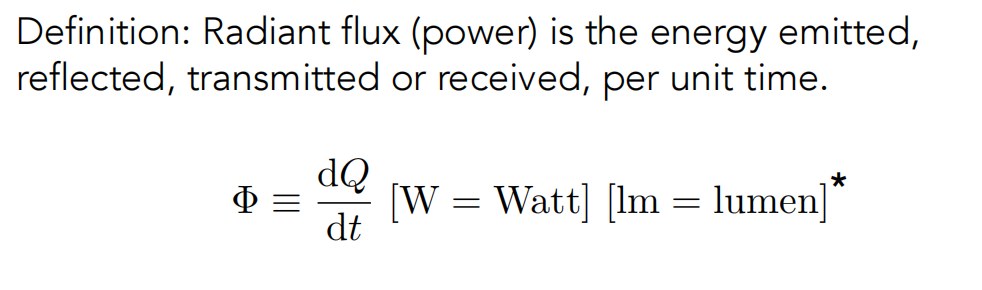 Definition: Radiant flux (power) is the energy emitted,
reflected, transmitted or received, per unit time.
Φ ≡ dQ/dt [W = Watt] [lm = lumen]*